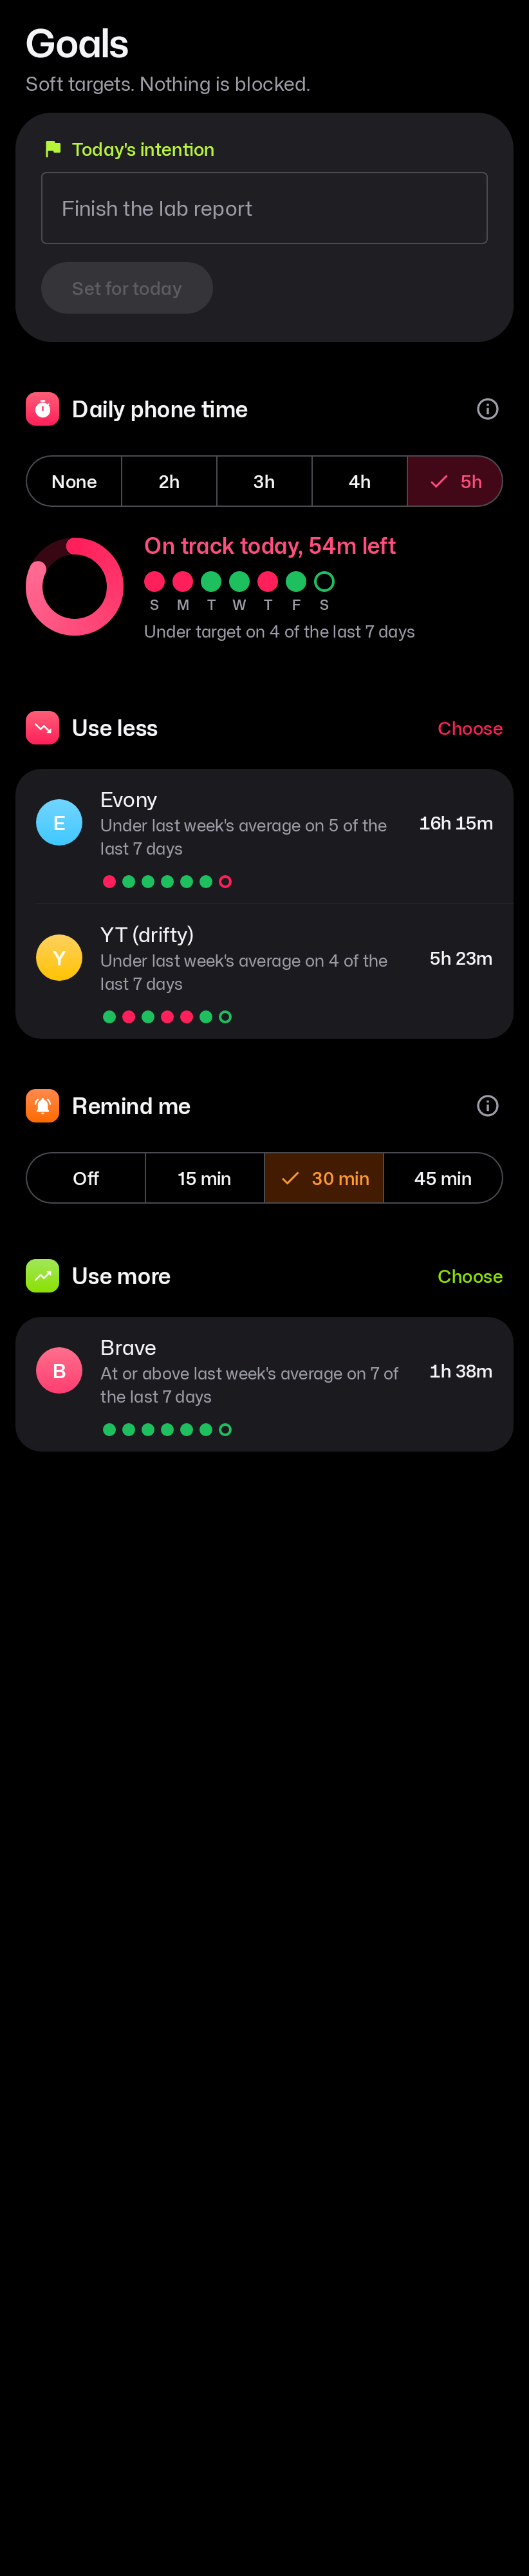 Goals
Soft targets. Nothing is blocked.
Today's intention
Finish the lab report
Set for today
Daily phone time
None 2h 3h 4h 5h
On track today, 54m left
S M T W T F S
Under target on 4 of the last 7 days
Use less
Choose
E
Evony
Under last week's average on 5 of the
last 7 days
16h 15m
Y
YT (drifty)
Under last week's average on 4 of the
last 7 days
5h 23m
Remind me
Off 15 min 30 min 45 min
Use more
Choose
B
Brave
At or above last week's average on 7 of
the last 7 days
1h 38m